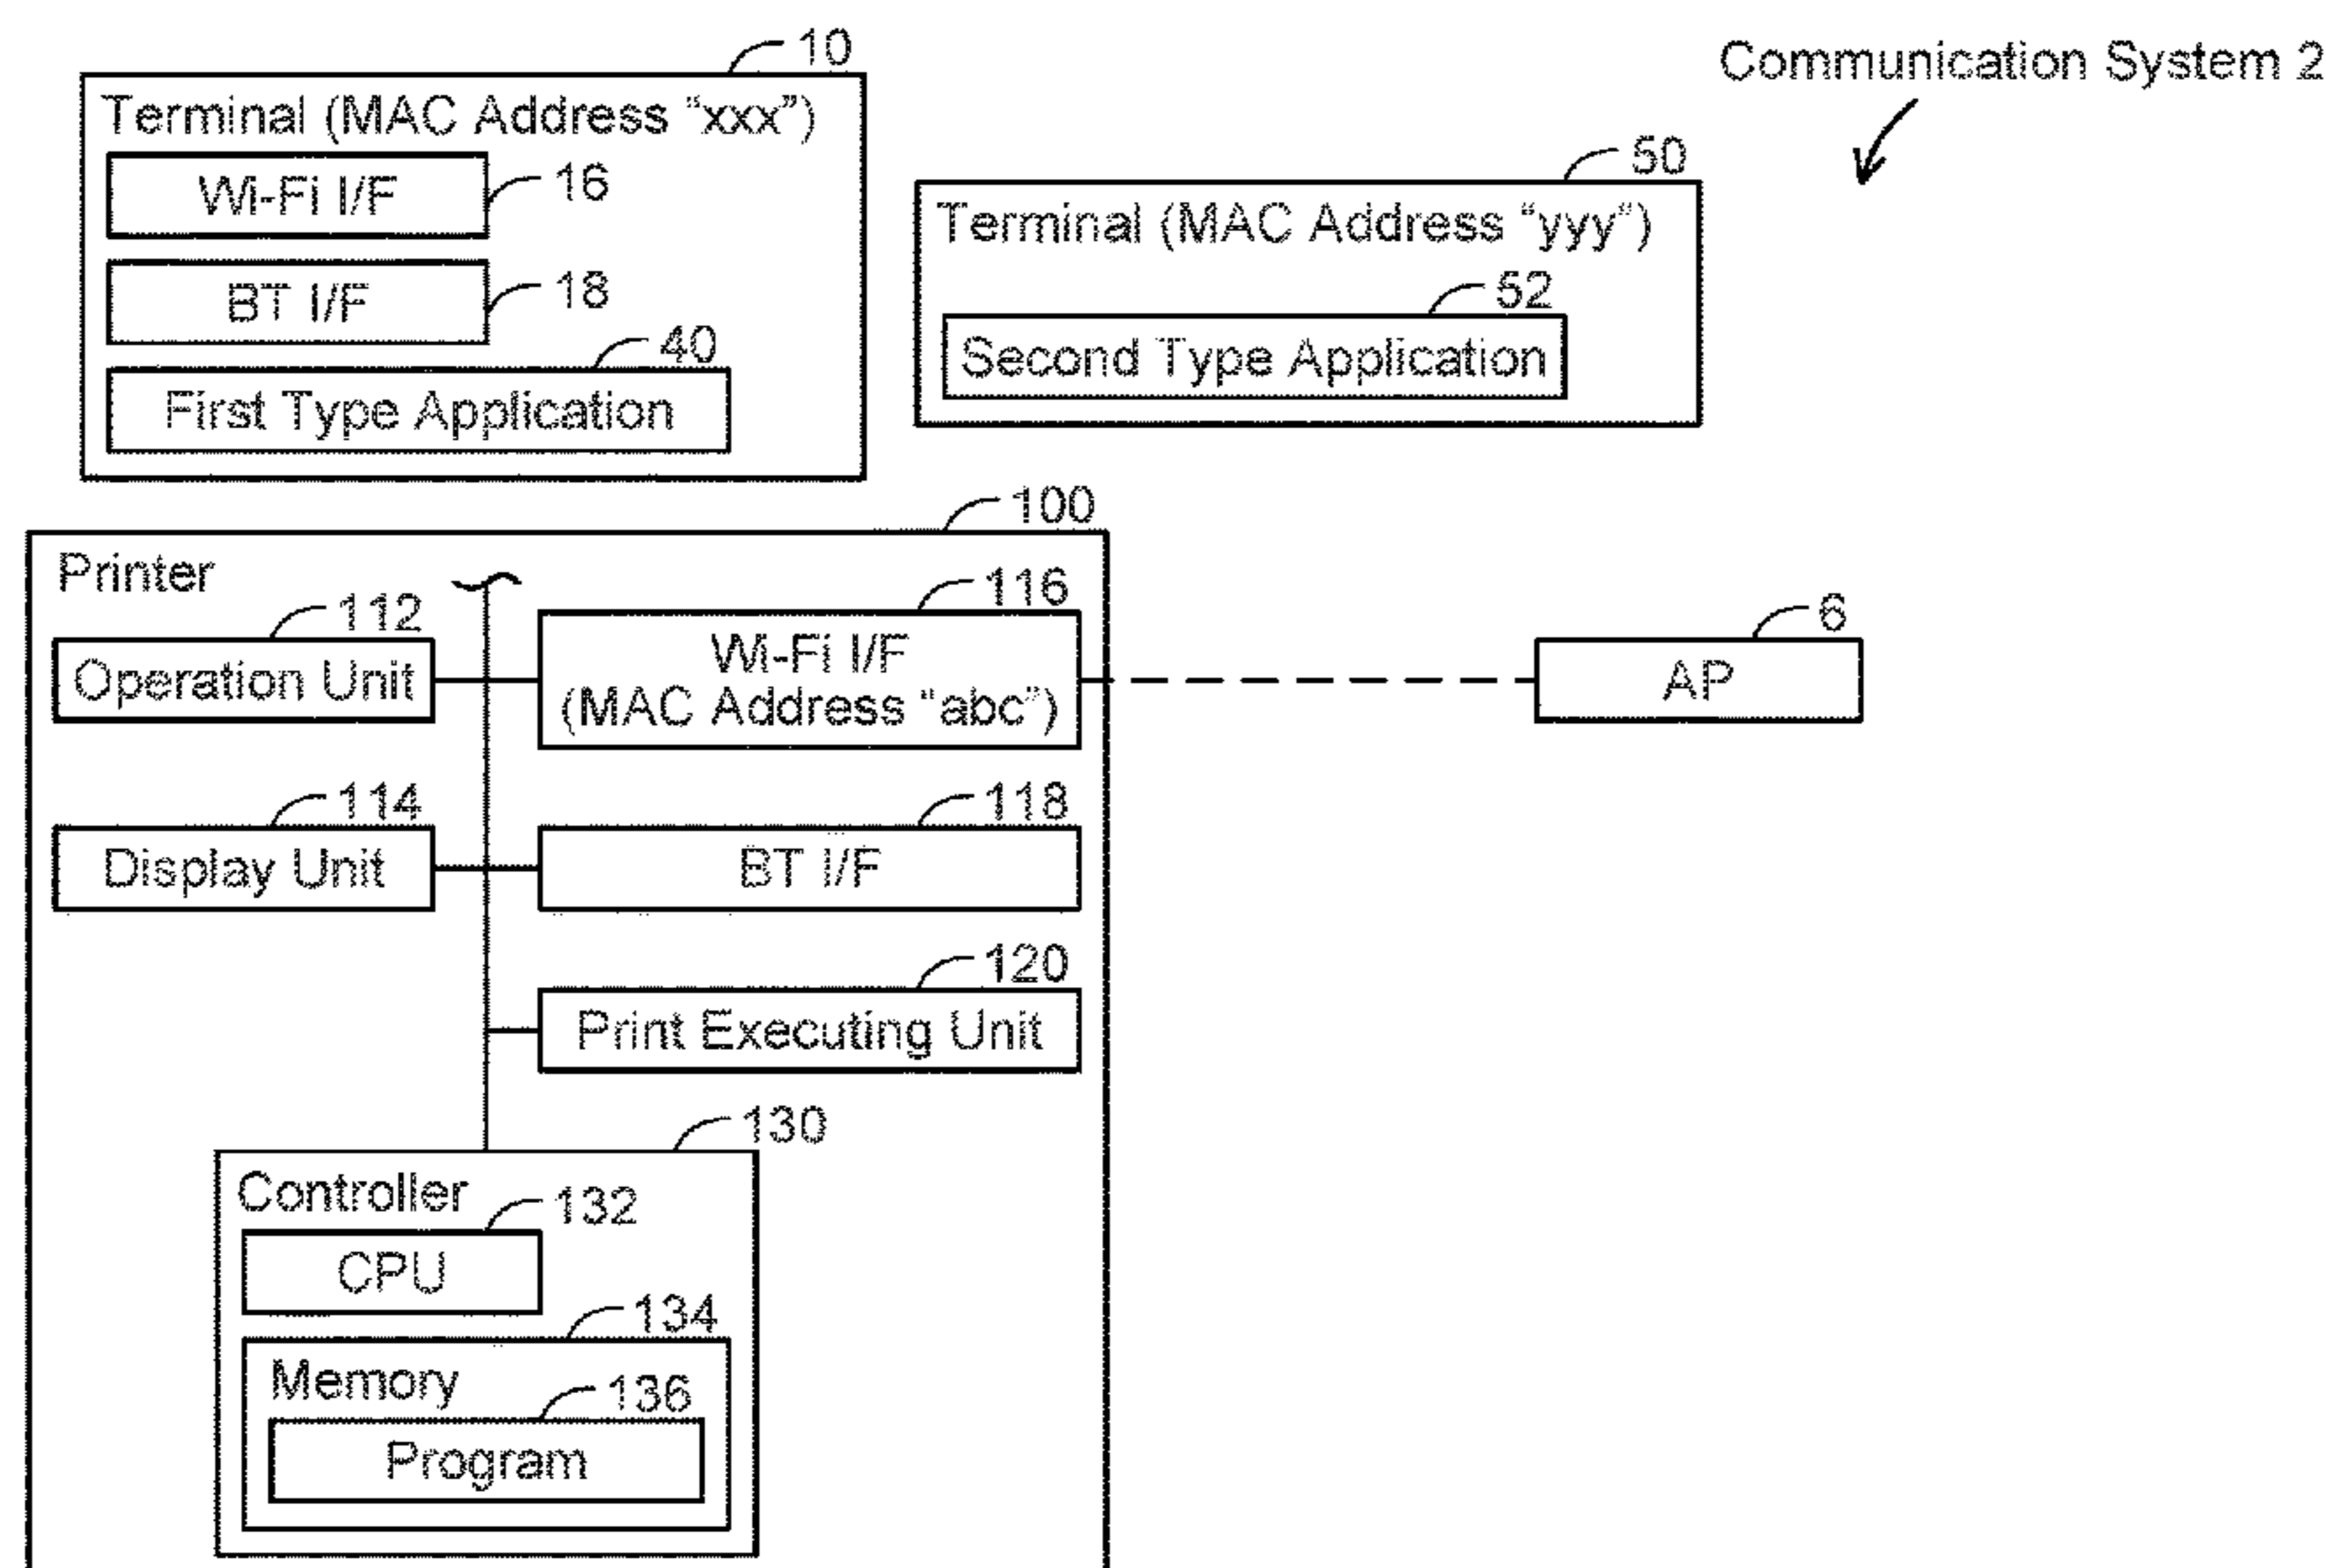 10
Communication System 2
Terminal (MAC Address "xxx")
Wi-Fi I/F
16
BT I/F
18
40
First Type Application
50
Terminal (MAC Address "yyy")
52
Second Type Application
100
Printer
112
Operation Unit
116
Wi-Fi I/F
(MAC Address "abc")
6
AP
114
Display Unit
118
BT I/F
120
Print Executing Unit
130
Controller
132
CPU
134
Memory
136
Program